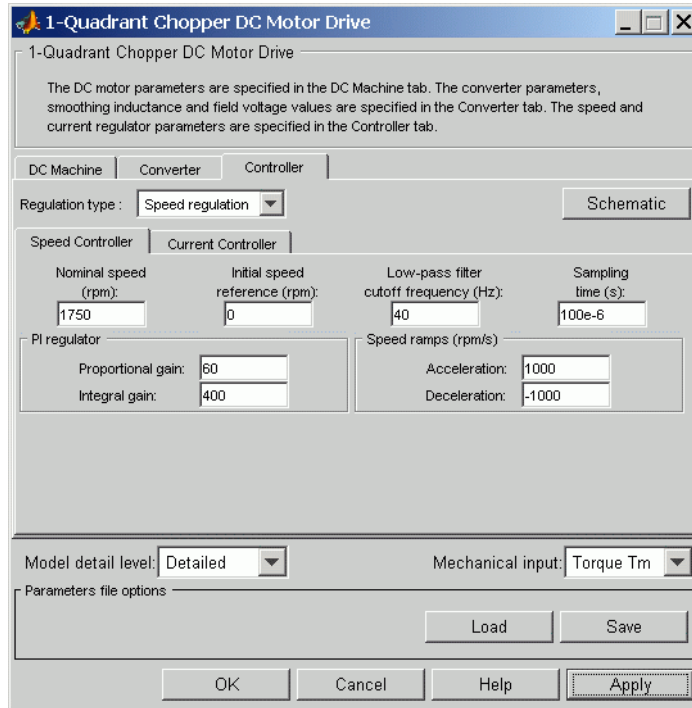 1-Quadrant Chopper DC Motor Drive
1-Quadrant Chopper DC Motor Drive
The DC motor parameters are specified in the DC Machine tab. The converter parameters,
smoothing inductance and field voltage values are specified in the Converter tab. The speed and
current regulator parameters are specified in the Controller tab.
DC Machine Converter Controller
Regulation type : Speed regulation Schematic
Speed Controller Current Controller
Nominal speed Initial speed Low-pass filter Sampling
(rpm): reference (rpm): cutoff frequency (Hz): time (s):
1750 0 40 100e-6
PI regulator Speed ramps (rpm/s)
Proportional gain: 60 Acceleration: 1000
Integral gain: 400 Deceleration: -1000
Model detail level: Detailed Mechanical input: Torque Tm
Parameters file options
Load Save
OK Cancel Help Apply